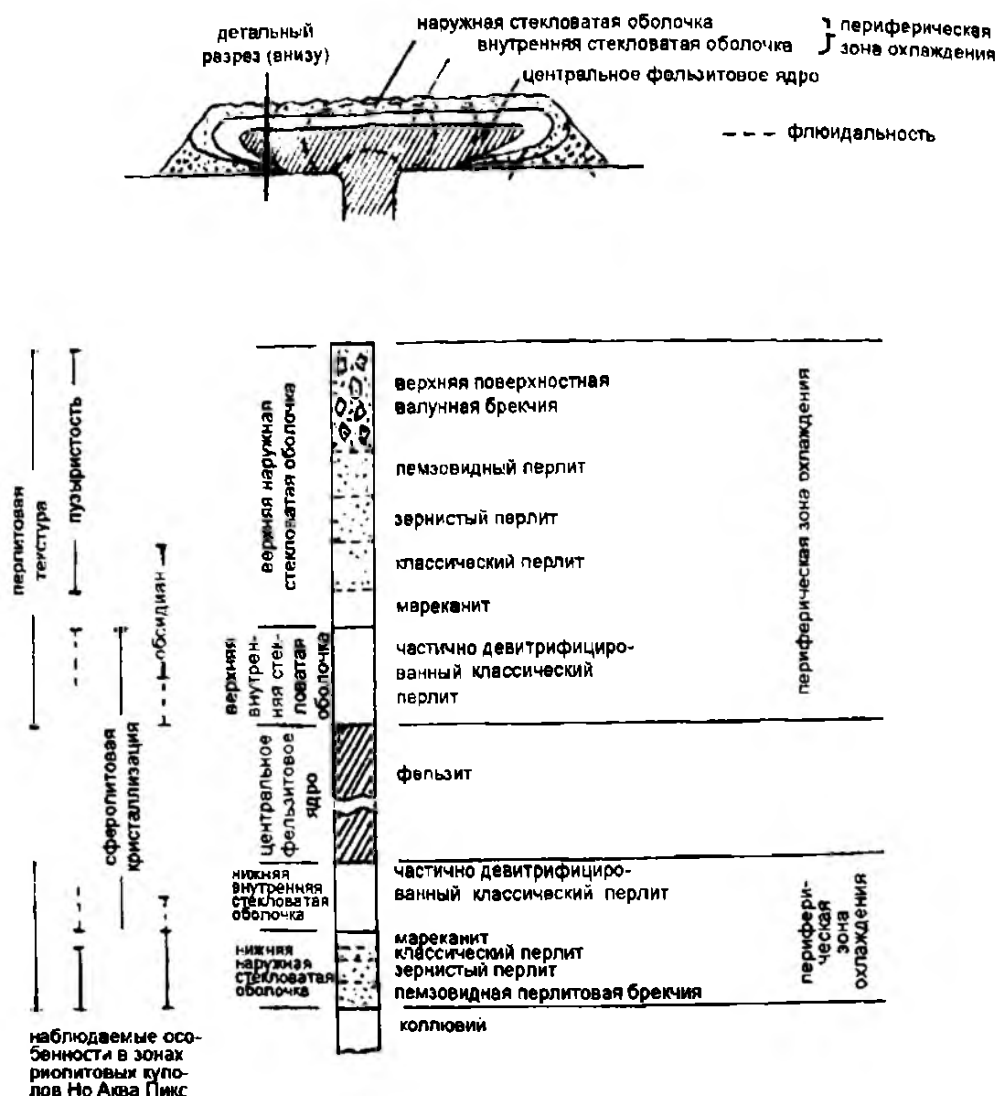 детальный
разрез (внизу)
наружная стекловатая оболочка
внутренняя стекловатая оболочка
центральное фельзитовое ядро
периферическая
зона охлаждения
--- флюидальность
перлитовая
текстура
пузыристость
сферолитовая
кристаллизация
обсидиан
верхняя наружная
стекловатая оболочка
верхняя
внутрен-
няя стек-
ловатая
оболочка
центральное
фельзитовое
ядро
нижняя
внутренняя
стекловатая
оболочка
нижняя
наружная
стекловатая
оболочка
верхняя поверхностная
валунная брекчия
пемзовидный перлит
зернистый перлит
классический перлит
мареканит
частично девитрифициро-
ванный классический
перлит
фельзит
частично девитрифициро-
ванный классический перлит
мареканит
классический перлит
зернистый перлит
пемзовидная перлитовая брекчия
коллювий
периферическая зона охлаждения
перифери-
ческая
зона
охлаждения
наблюдаемые осо-
бенности в зонах
риолитовых купо-
лов Но Аква Пикс